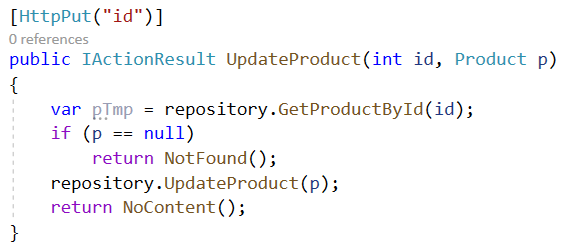 [HttpPut("id")]
0 references
public IActionResult UpdateProduct(int id, Product p)
{
var pTmp = repository.GetProductById(id);
if (p == null)
return NotFound();
repository.UpdateProduct(p);
return NoContent();
}